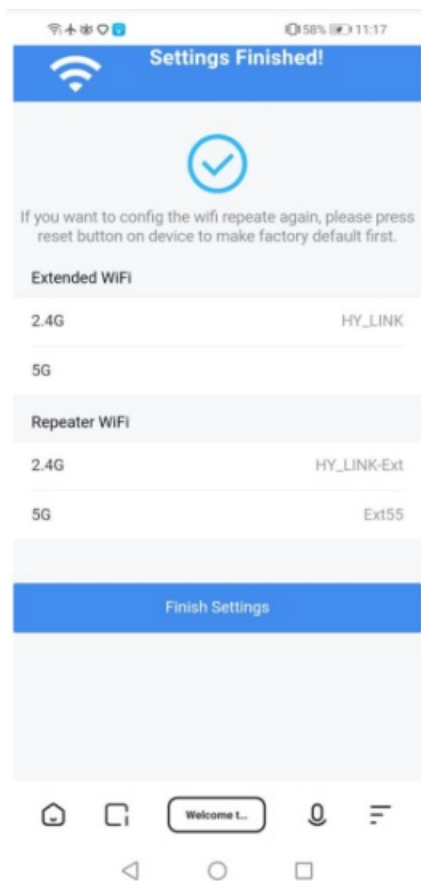 58% 11:17
Settings Finished!
If you want to config the wifi repeate again, please press
reset button on device to make factory default first.
Extended WiFi
2.4G HY_LINK
5G
Repeater WiFi
2.4G HY_LINK-Ext
5G Ext55
Finish Settings
Welcome t...